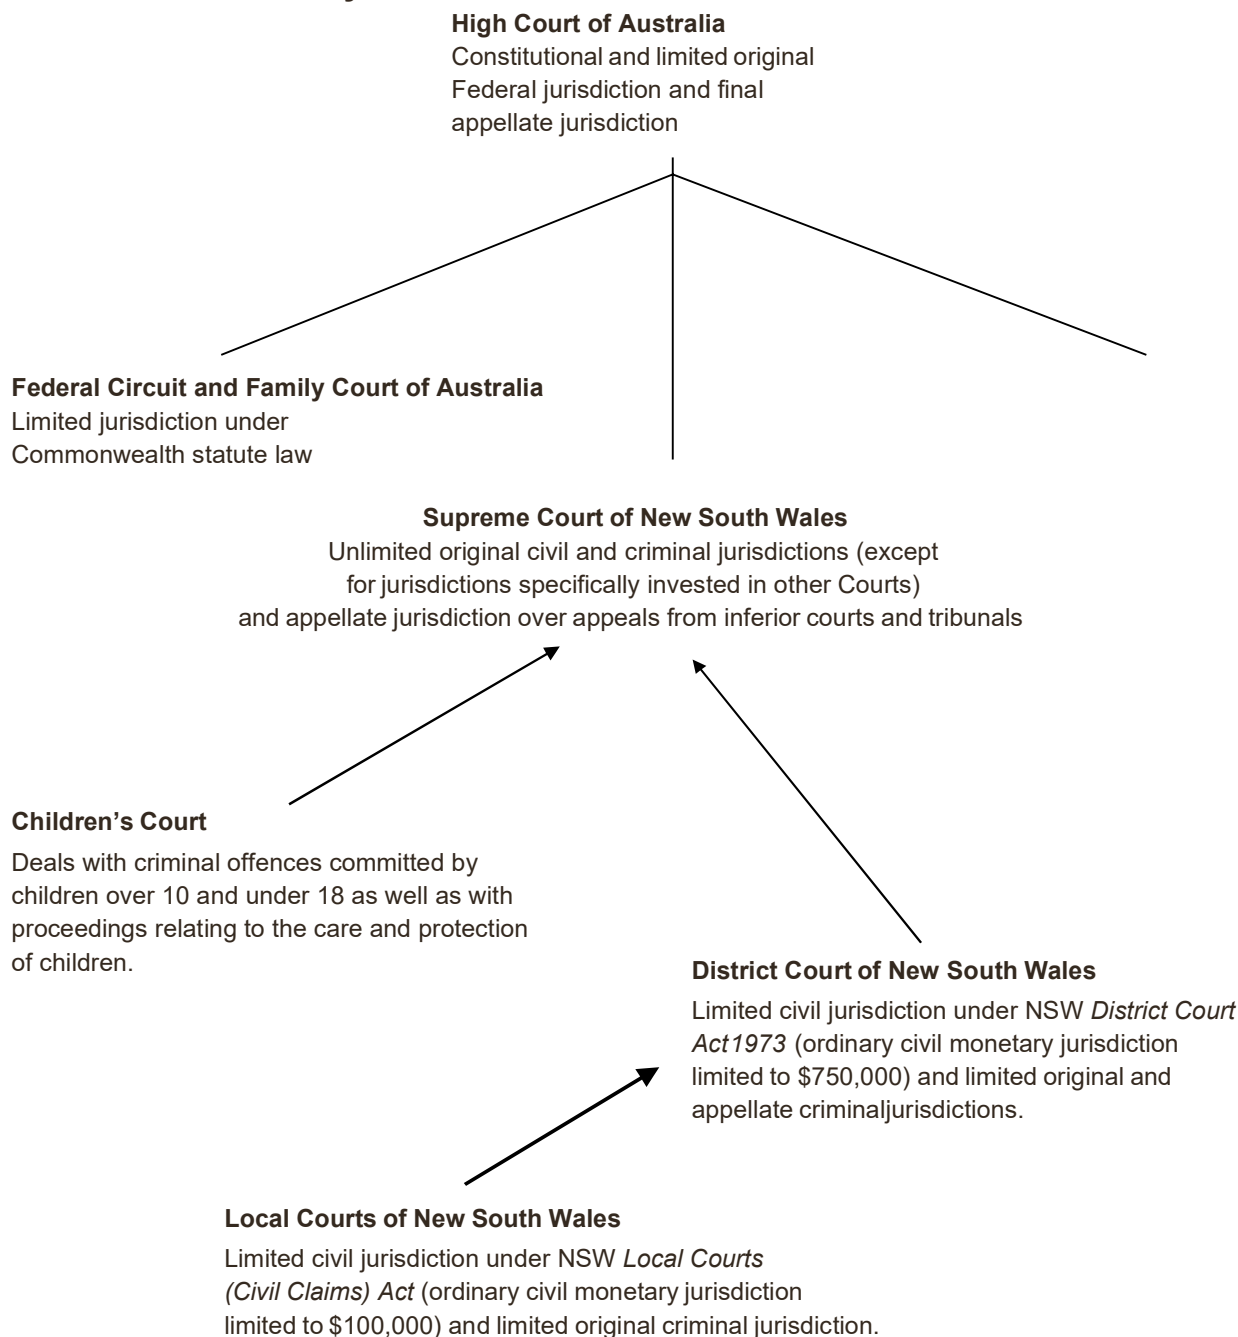 High Court of Australia
Constitutional and limited original
Federal jurisdiction and final
appellate jurisdiction
Federal Circuit and Family Court of Australia
Limited jurisdiction under
Commonwealth statute law
Supreme Court of New South Wales
Unlimited original civil and criminal jurisdictions (except
for jurisdictions specifically invested in other Courts)
and appellate jurisdiction over appeals from inferior courts and tribunals
Children’s Court
Deals with criminal offences committed by
children over 10 and under 18 as well as with
proceedings relating to the care and protection
of children.
District Court of New South Wales
Limited civil jurisdiction under NSW District Court
Act1973 (ordinary civil monetary jurisdiction
limited to $750,000) and limited original and
appellate criminaljurisdictions.
Local Courts of New South Wales
Limited civil jurisdiction under NSW Local Courts
(Civil Claims) Act (ordinary civil monetary jurisdiction
limited to $100,000) and limited original criminal jurisdiction.